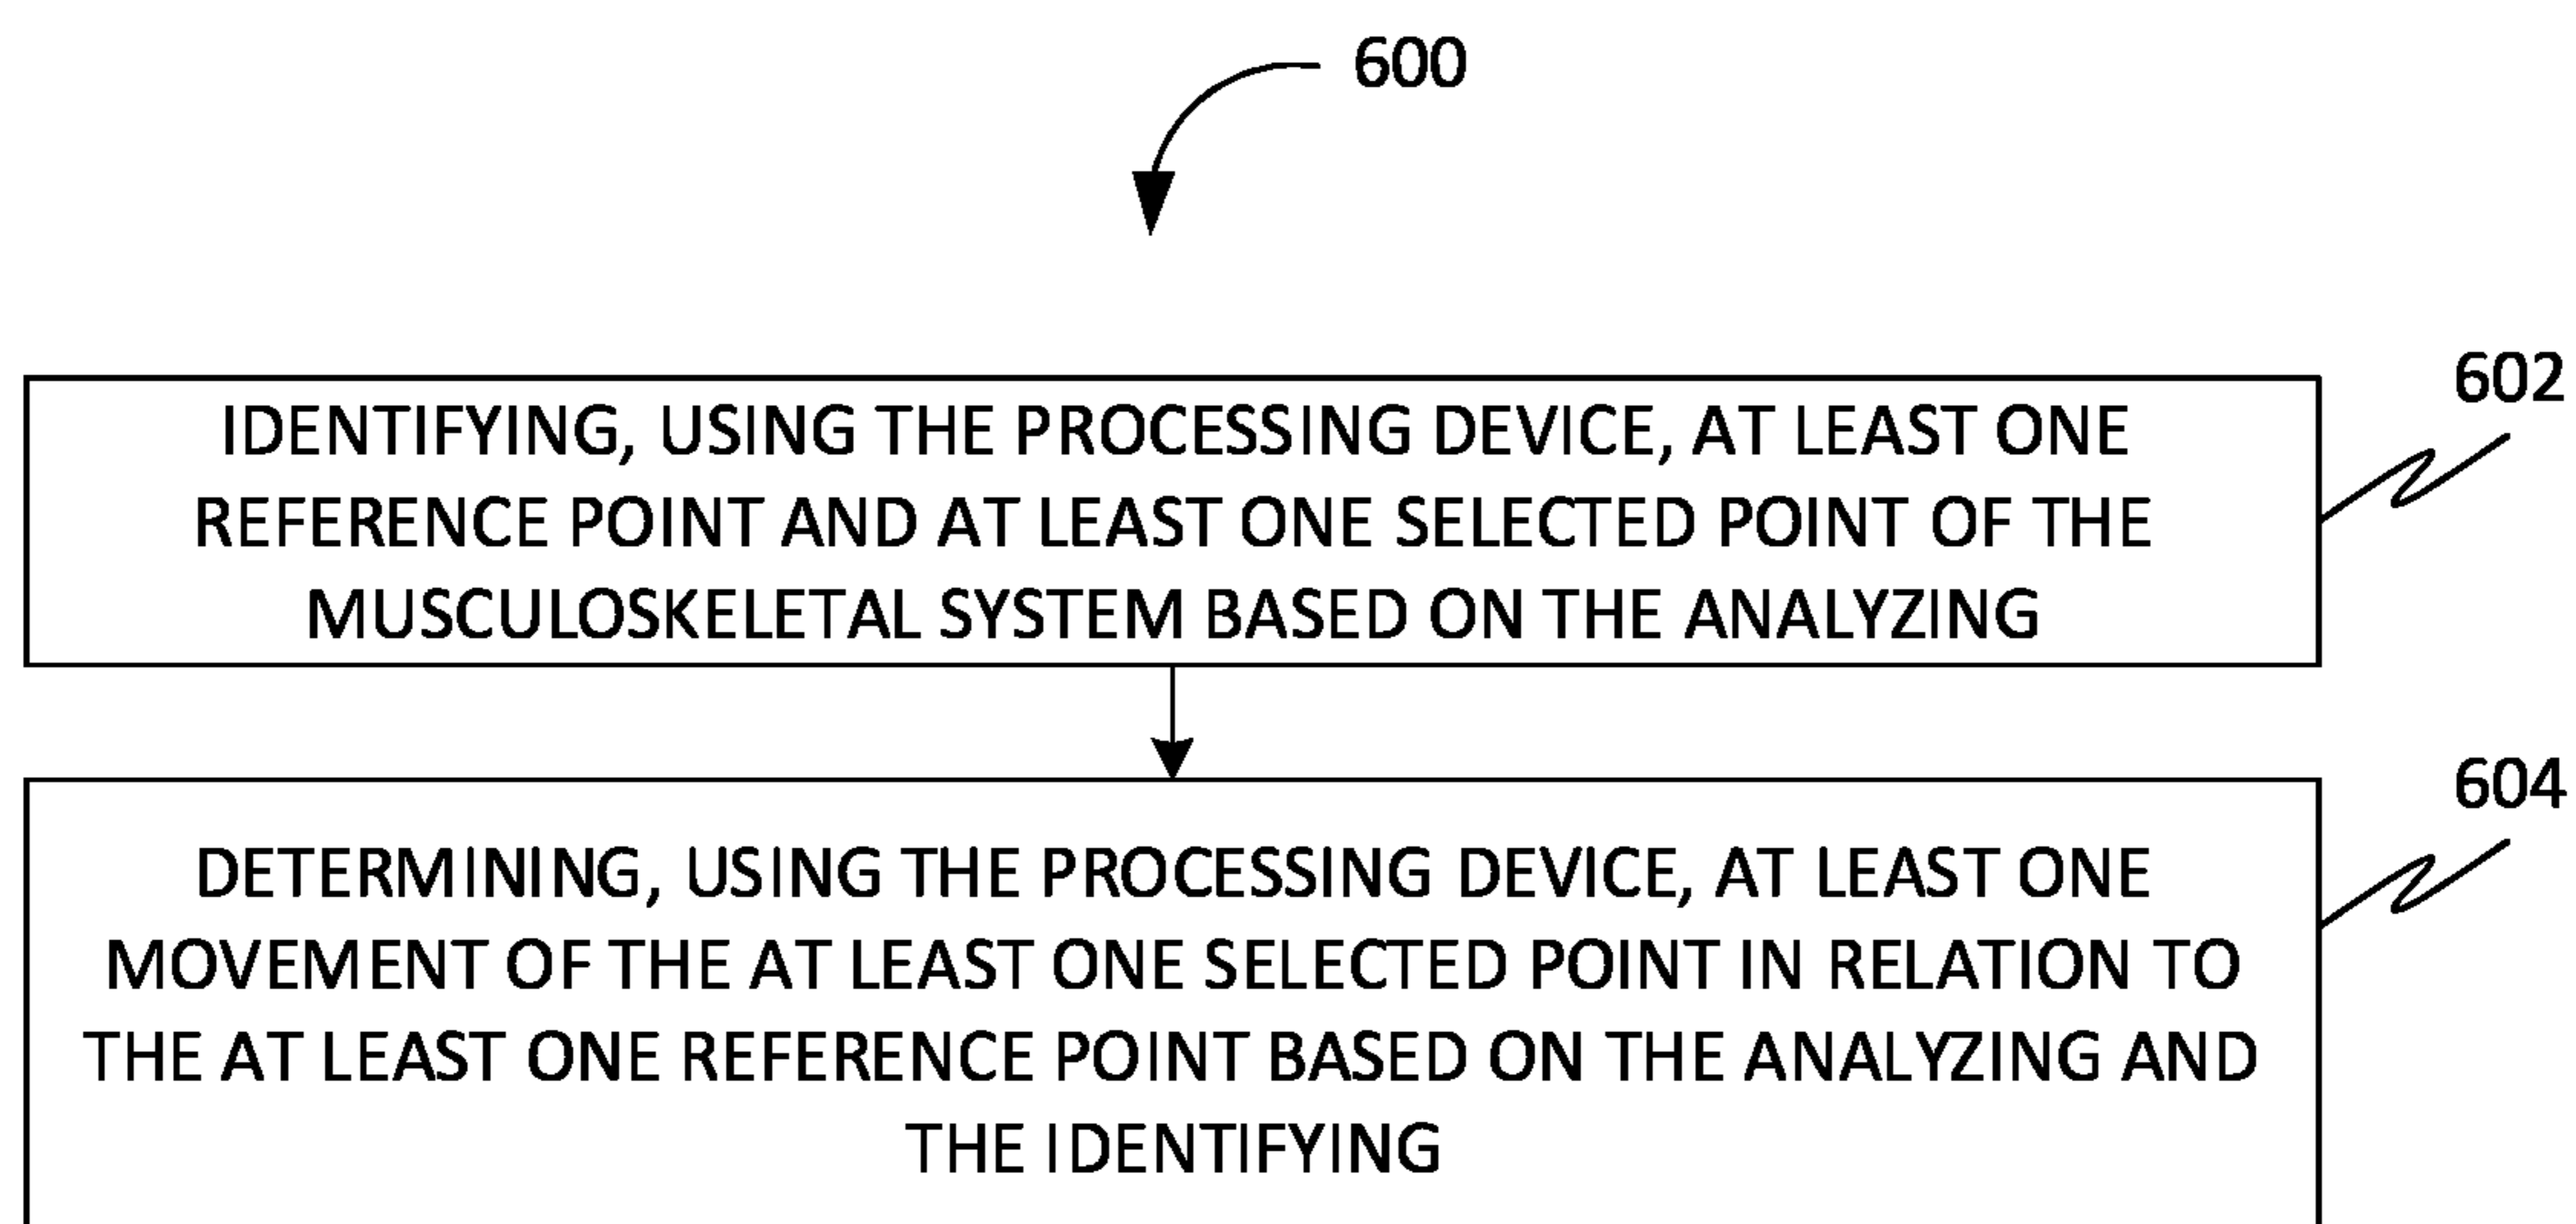 600
602
IDENTIFYING, USING THE PROCESSING DEVICE, AT LEAST ONE
REFERENCE POINT AND AT LEAST ONE SELECTED POINT OF THE
MUSCULOSKELETAL SYSTEM BASED ON THE ANALYZING
604
DETERMINING, USING THE PROCESSING DEVICE, AT LEAST ONE
MOVEMENT OF THE AT LEAST ONE SELECTED POINT IN RELATION TO
THE AT LEAST ONE REFERENCE POINT BASED ON THE ANALYZING AND
THE IDENTIFYING